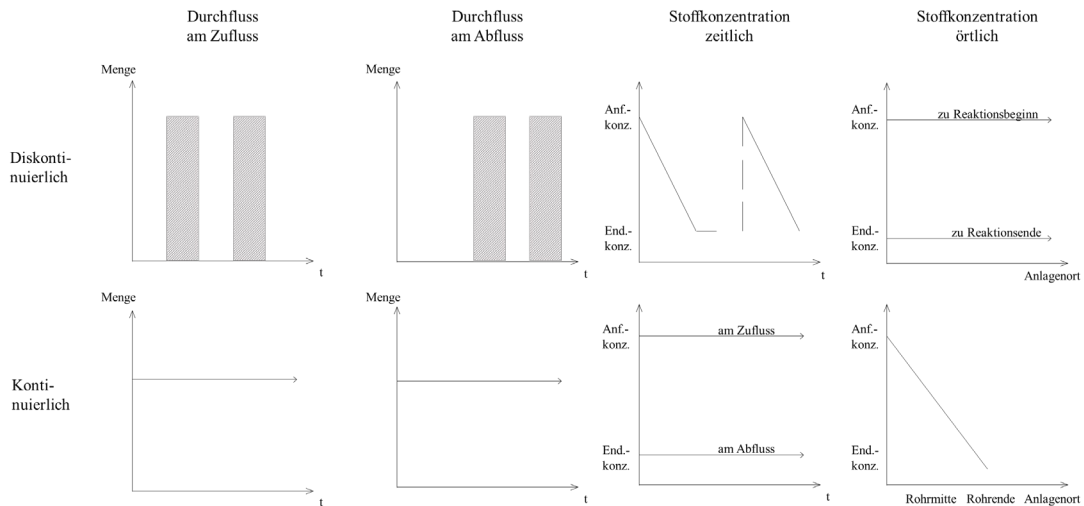 Durchfluss
am Zufluss
Durchfluss
am Abfluss
Stoffkonzentration
zeitlich
Stoffkonzentration
örtlich
Diskonti-
nuierlich
Menge
t
Menge
t
Anf.-
konz.
End.-
konz.
t
Anf.-
konz.
zu Reaktionsbeginn
End.-
konz.
zu Reaktionsende
Anlagenort
Konti-
nuierlich
Menge
t
Menge
t
Anf.-
konz.
am Zufluss
End.-
konz.
am Abfluss
t
Anf.-
konz.
End.-
konz.
Rohrmitte Rohrende Anlagenort